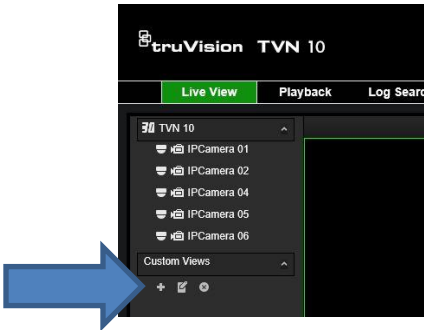 truVision TVN 10
Live View Playback Log Searc
TVN 10
IPCamera 01
IPCamera 02
IPCamera 04
IPCamera 05
IPCamera 06
Custom Views